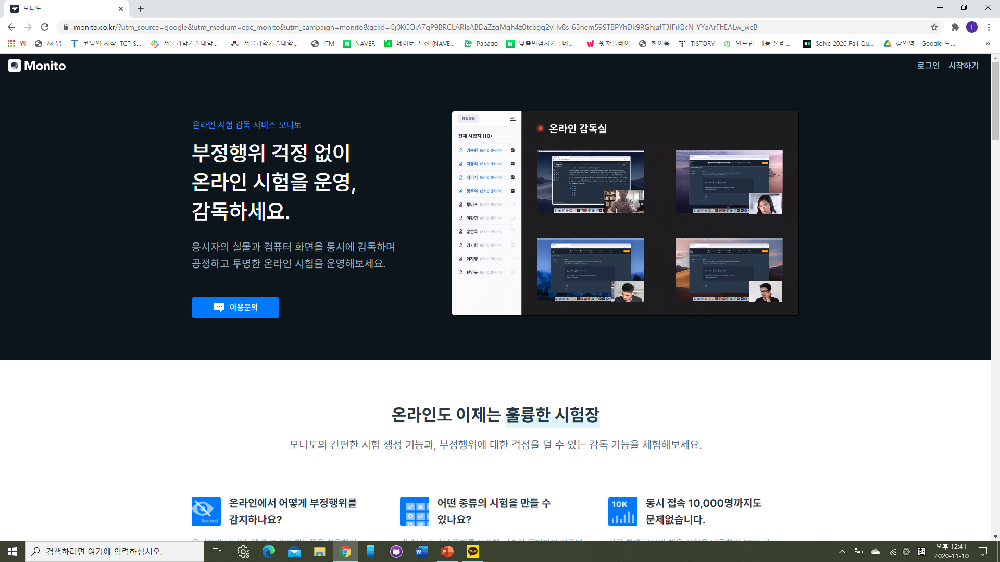 모니토
monito.co.kr/?utm_source=google&utm_medium=cpc_monito&utm_campaign=monito&gclid=Cj0KCQiA7qP9BRCLARIsABDaZzgMgh4z0tcbgq2yHv8s-63nem59STBPYhDk9RGhjafT3IFiIQcN-YYaArFhEALw_wcB
I
앱 새 탭 코딩의 시작, TCP S... 서울과학기술대학... 서울과학기술대학... ITM NAVER 네이버 사전 (NAVE... Papago 맞춤법검사기 : 네... 왓챠플레이 한이음 TISTORY 인프런 - 1등 온라... Solve 2020 Fall Qu... 강인영 - Google 드...
Monito
로그인 시작하기
온라인 시험 감독 서비스 모니토
부정행위 걱정 없이
온라인 시험을 운영,
감독하세요.
응시자의 실물과 컴퓨터 화면을 동시에 감독하며
공정하고 투명한 온라인 시험을 운영해보세요.
이용문의
감독 종료
전체 시험자 (10)
임동현 (온라인 감독 ON)
지영석 (온라인 감독 ON)
최리지 (온라인 감독 ON)
정두식 (온라인 감독 ON)
루이스 (온라인 감독 ON)
이확영 (온라인 감독 ON)
공준욱 (온라인 감독 ON)
김가향 (온라인 감독 ON)
이지영 (온라인 감독 ON)
한인규 (온라인 감독 ON)
온라인 감독실
온라인도 이제는 훌륭한 시험장
모니토의 간편한 시험 생성 기능과, 부정행위에 대한 걱정을 덜 수 있는 감독 기능을 체험해보세요.
Record
온라인에서 어떻게 부정행위를
감지하나요?
어떤 종류의 시험을 만들 수
있나요?
10K
동시 접속 10,000명까지도
문제없습니다.
검색하려면 여기에 입력하십시오.
TALK
한
오후 12:41
2020-11-10